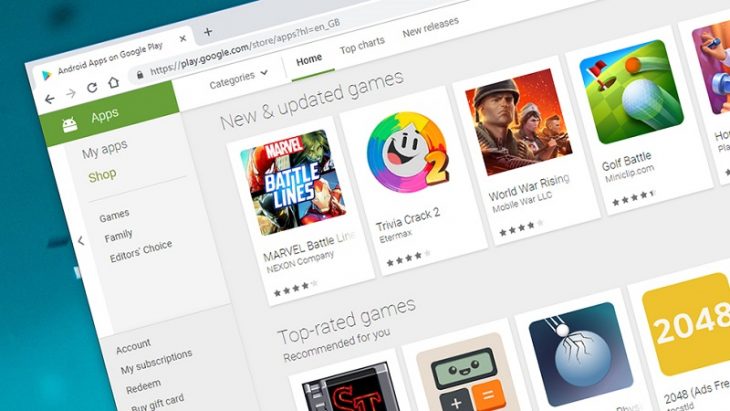 Android Apps on Google Play
https://play.google.com/store/apps?hl=en_GB
Apps
Categories
Home
Top charts
New releases
My apps
Shop
Games
Family
Editors' Choice
Account
My subscriptions
Redeem
Buy gift card
New & updated games
MARVEL
BATTLE
LINES
MARVEL Battle Line
NEXON Company
2
Trivia Crack 2
Etermax
World War Rising
Mobile War LLC
Golf Battle
Miniclip.com
Top-rated games
Recommended for you
ST
2048
2048 (Ads Fre